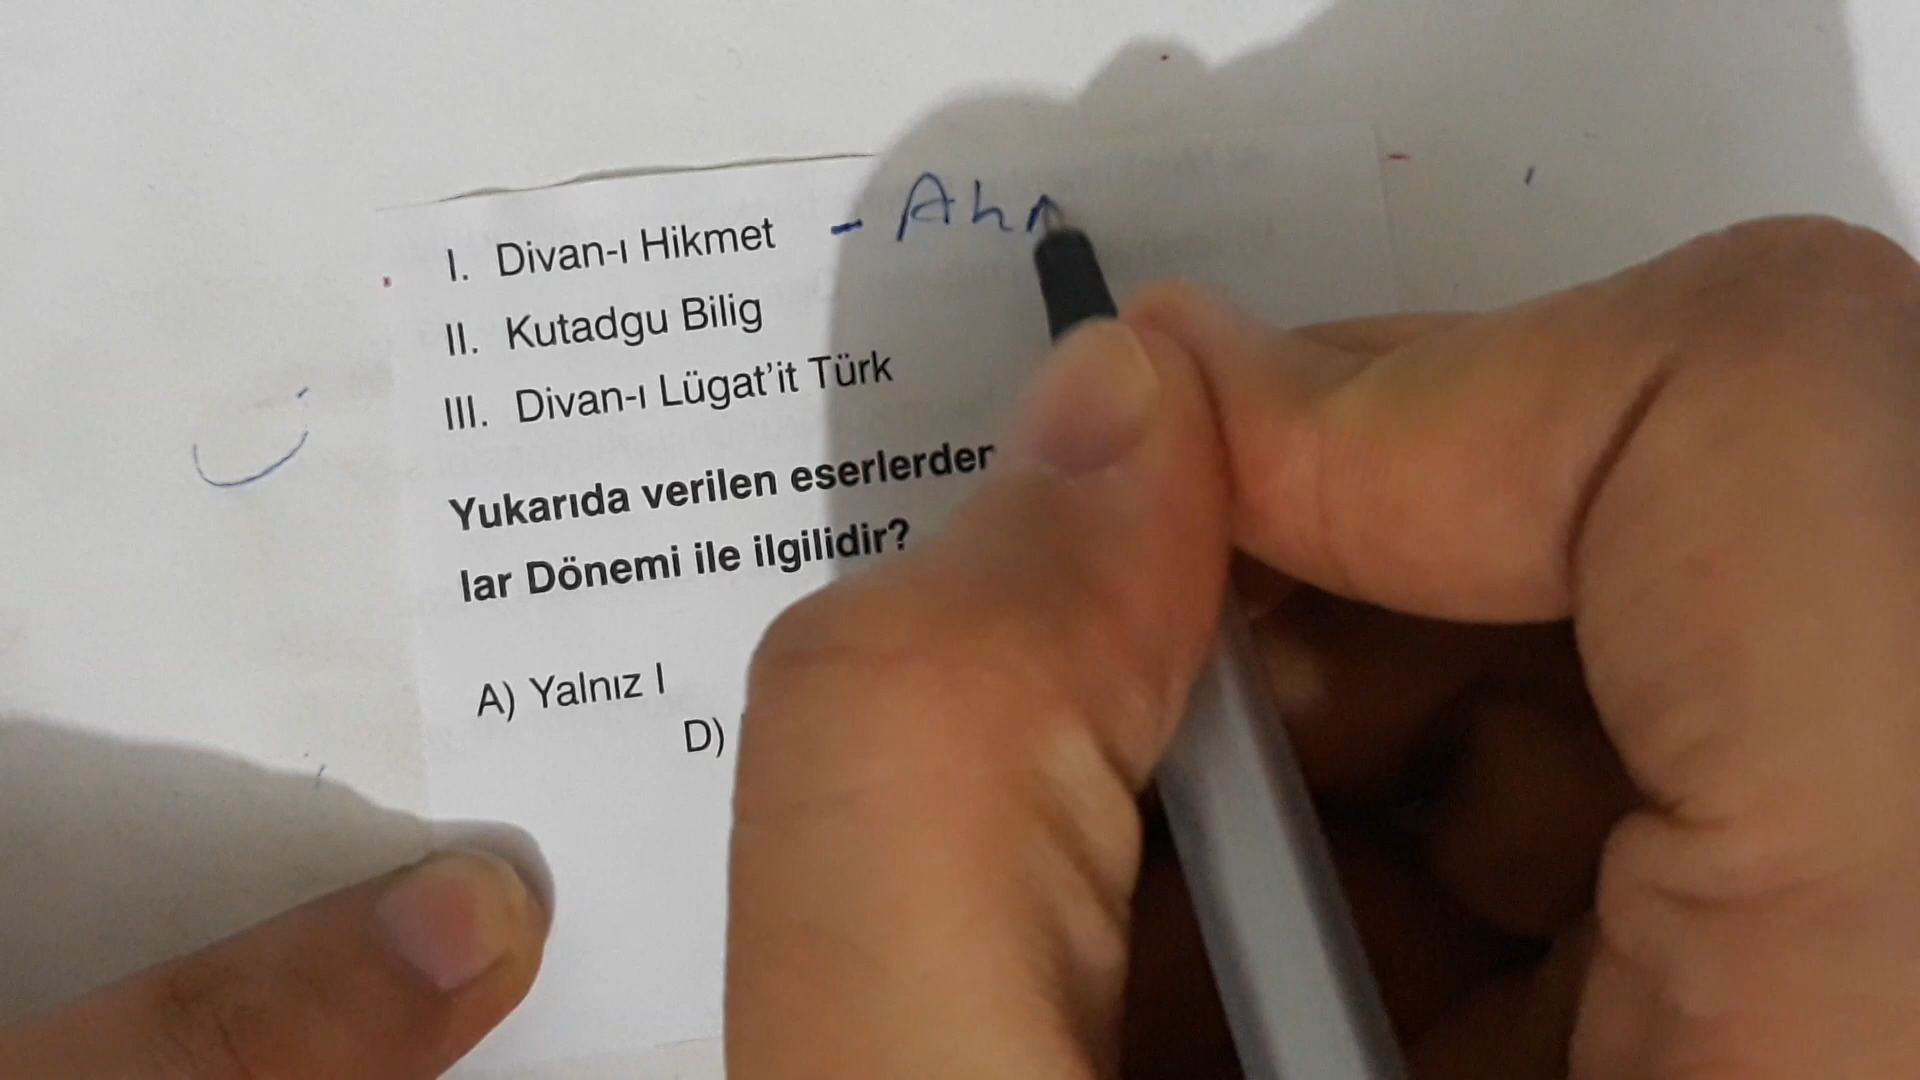 I. Divan-ı Hikmet - Ah
II. Kutadgu Bilig
III. Divan-ı Lügat'it Türk
Yukarıda verilen eserlerder
lar Dönemi ile ilgilidir?
A) Yalnız I
D)